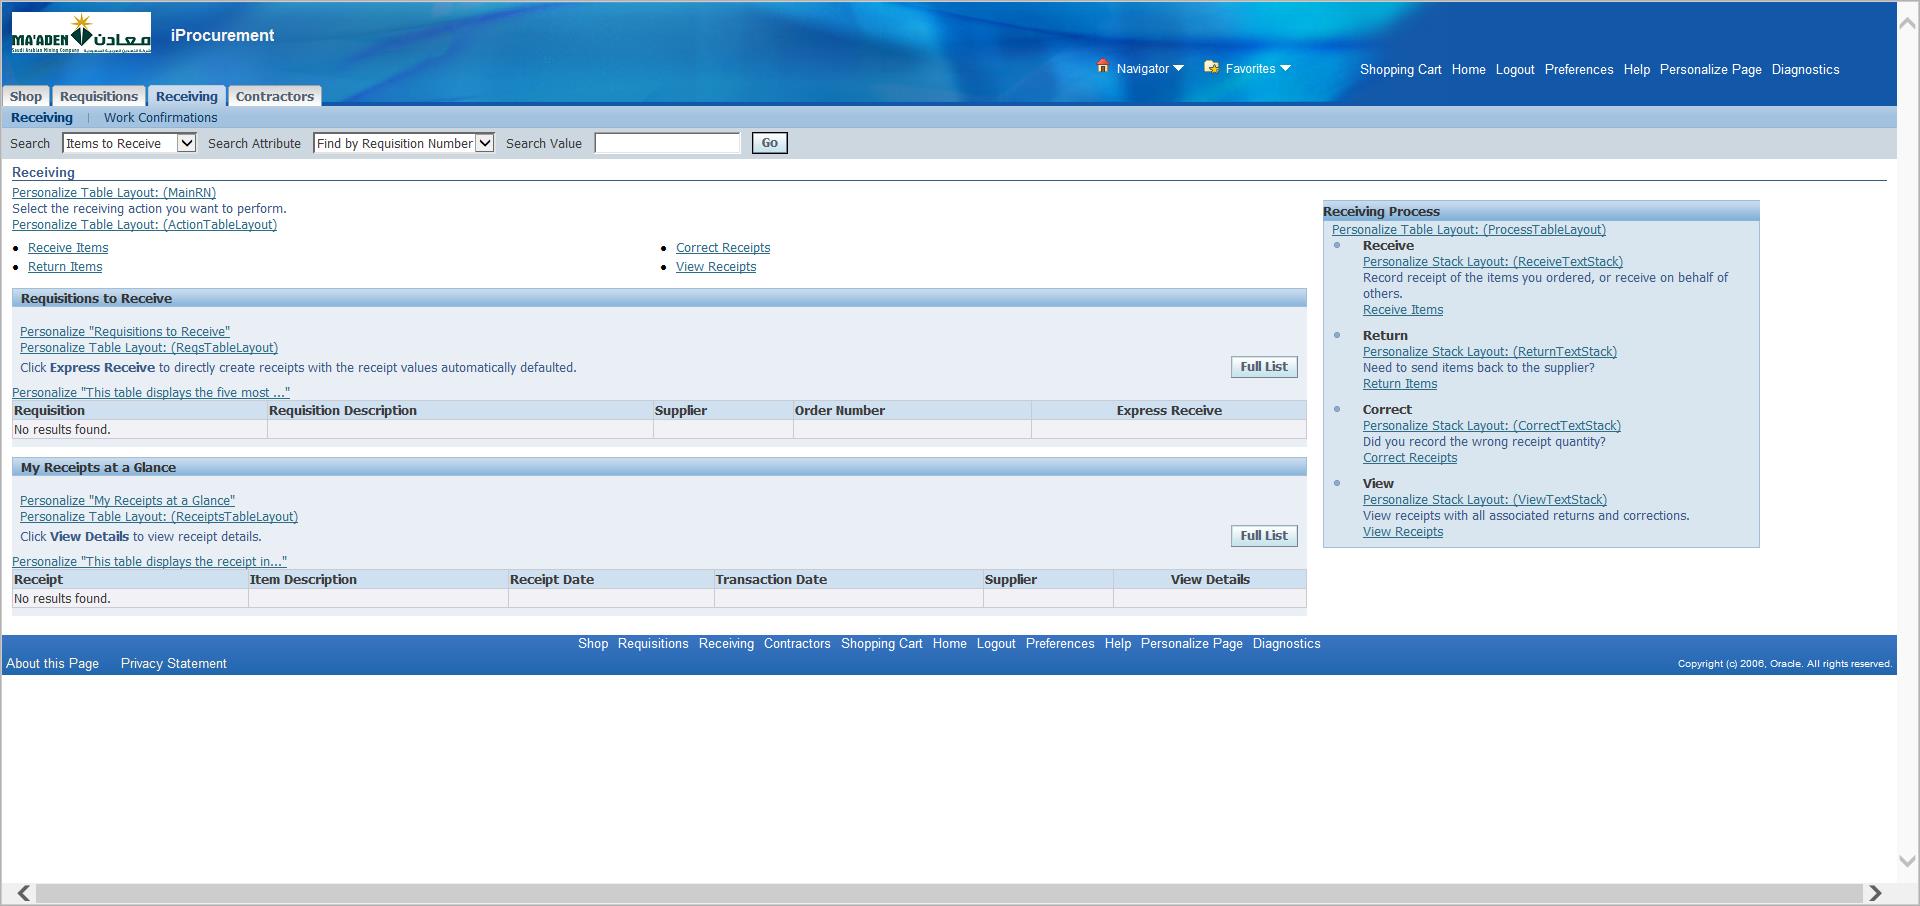 MA'ADEN معادن
Saudi Arabian Mining Company
iProcurement
Navigator Favorites Shopping Cart Home Logout Preferences Help Personalize Page Diagnostics
Shop Requisitions Receiving Contractors
Receiving | Work Confirmations
Search Items to Receive Search Attribute Find by Requisition Number Search Value Go
Receiving
Personalize Table Layout: (MainRN)
Select the receiving action you want to perform.
Personalize Table Layout: (ActionTableLayout)
Receive Items
Return Items
Correct Receipts
View Receipts
Requisitions to Receive
Personalize "Requisitions to Receive"
Personalize Table Layout: (ReqsTableLayout)
Click Express Receive to directly create receipts with the receipt values automatically defaulted.
Full List
Personalize "This table displays the five most ..."
Requisition Requisition Description Supplier Order Number Express Receive
No results found.
My Receipts at a Glance
Personalize "My Receipts at a Glance"
Personalize Table Layout: (ReceiptsTableLayout)
Click View Details to view receipt details.
Full List
Personalize "This table displays the receipt in..."
Receipt Item Description Receipt Date Transaction Date Supplier View Details
No results found.
Receiving Process
Personalize Table Layout: (ProcessTableLayout)
Receive
Personalize Stack Layout: (ReceiveTextStack)
Record receipt of the items you ordered, or receive on behalf of
others.
Receive Items
Return
Personalize Stack Layout: (ReturnTextStack)
Need to send items back to the supplier?
Return Items
Correct
Personalize Stack Layout: (CorrectTextStack)
Did you record the wrong receipt quantity?
Correct Receipts
View
Personalize Stack Layout: (ViewTextStack)
View receipts with all associated returns and corrections.
View Receipts
Shop Requisitions Receiving Contractors Shopping Cart Home Logout Preferences Help Personalize Page Diagnostics
About this Page Privacy Statement
Copyright (c) 2006, Oracle. All rights reserved.